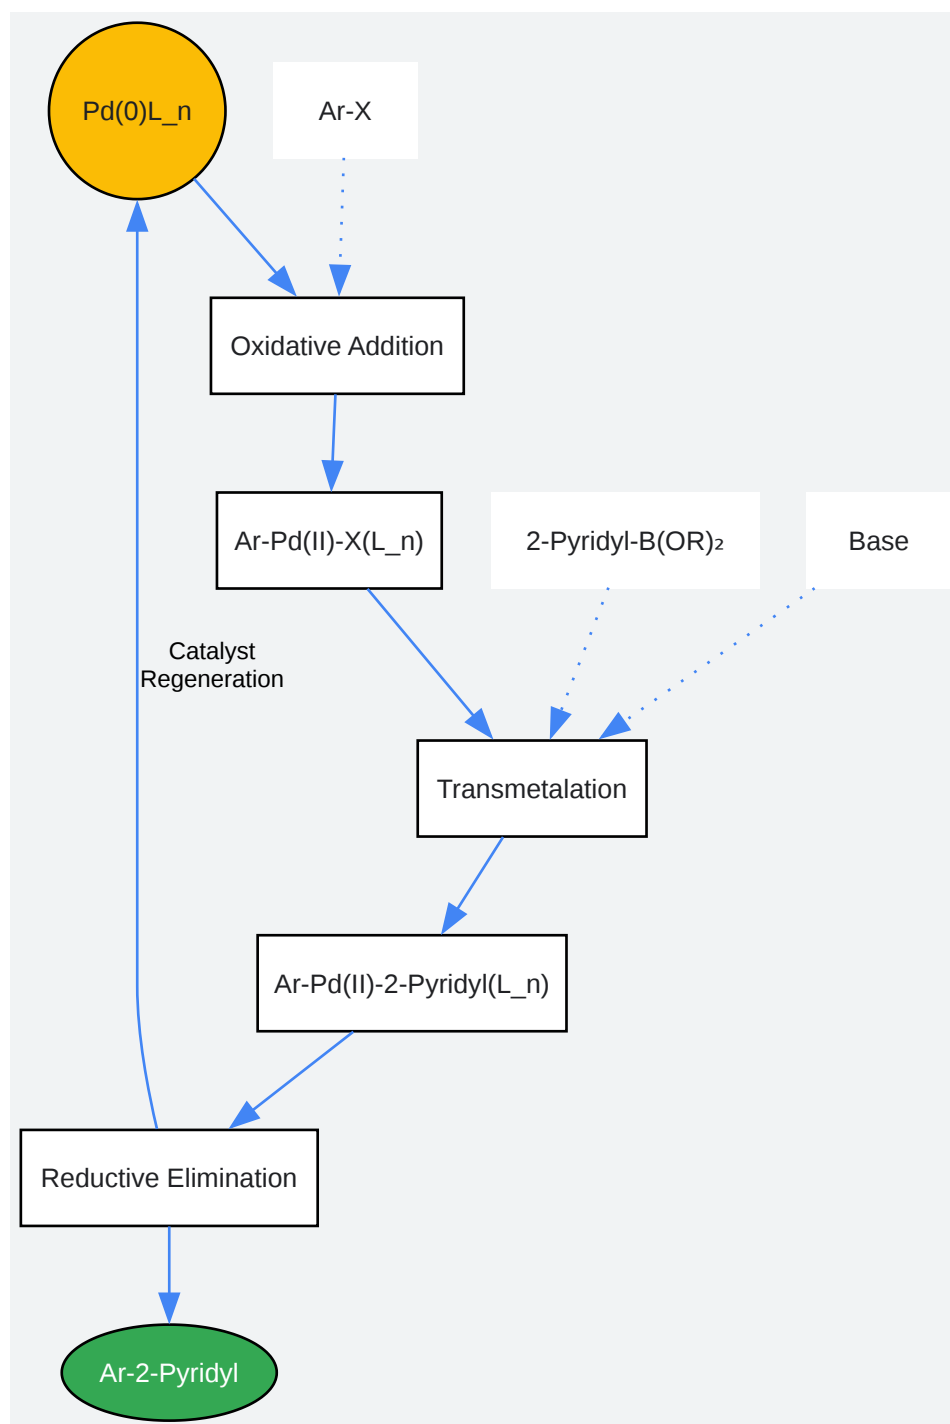 Pd(0)L_n
Ar-X
Oxidative Addition
Ar-Pd(II)-X(L_n)
2-Pyridyl-B(OR)₂
Base
Catalyst
Regeneration
Transmetalation
Ar-Pd(II)-2-Pyridyl(L_n)
Reductive Elimination
Ar-2-Pyridyl